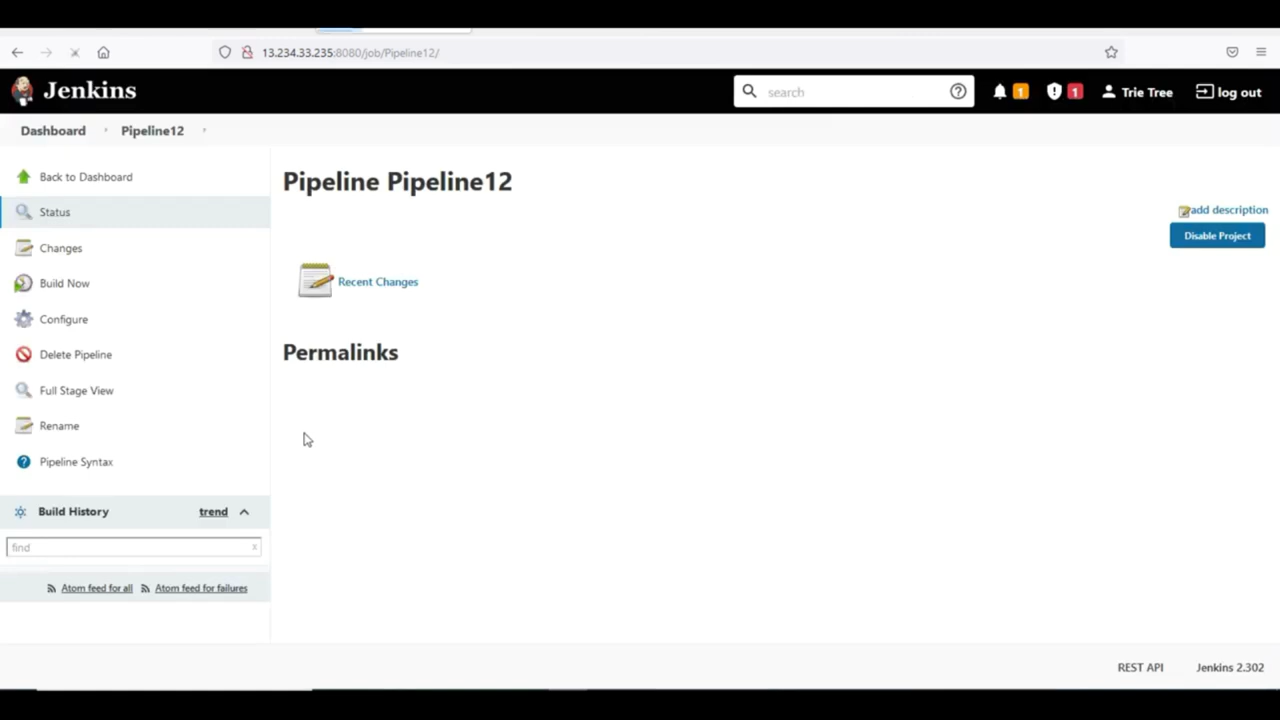 13.234.33.235:8080/job/Pipeline12/
Jenkins
search
1
1
Trie Tree
log out
Dashboard
Pipeline12
Back to Dashboard
Status
Changes
Build Now
Configure
Delete Pipeline
Full Stage View
Rename
Pipeline Syntax
Build History
trend
find
x
Atom feed for all
Atom feed for failures
Pipeline Pipeline12
add description
Disable Project
Recent Changes
Permalinks
REST API
Jenkins 2.302